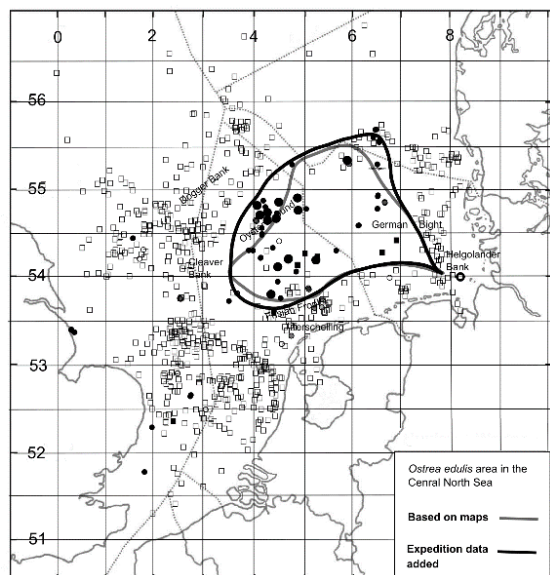 0 2 4 6 8
56
55
54
53
52
51
Dogger Bank
Cleaver
Bank
German Bight
Helgolander
Bank
Terschelling
Ostrea edulis area in the
Cenral North Sea
Based on maps
Expedition data
added